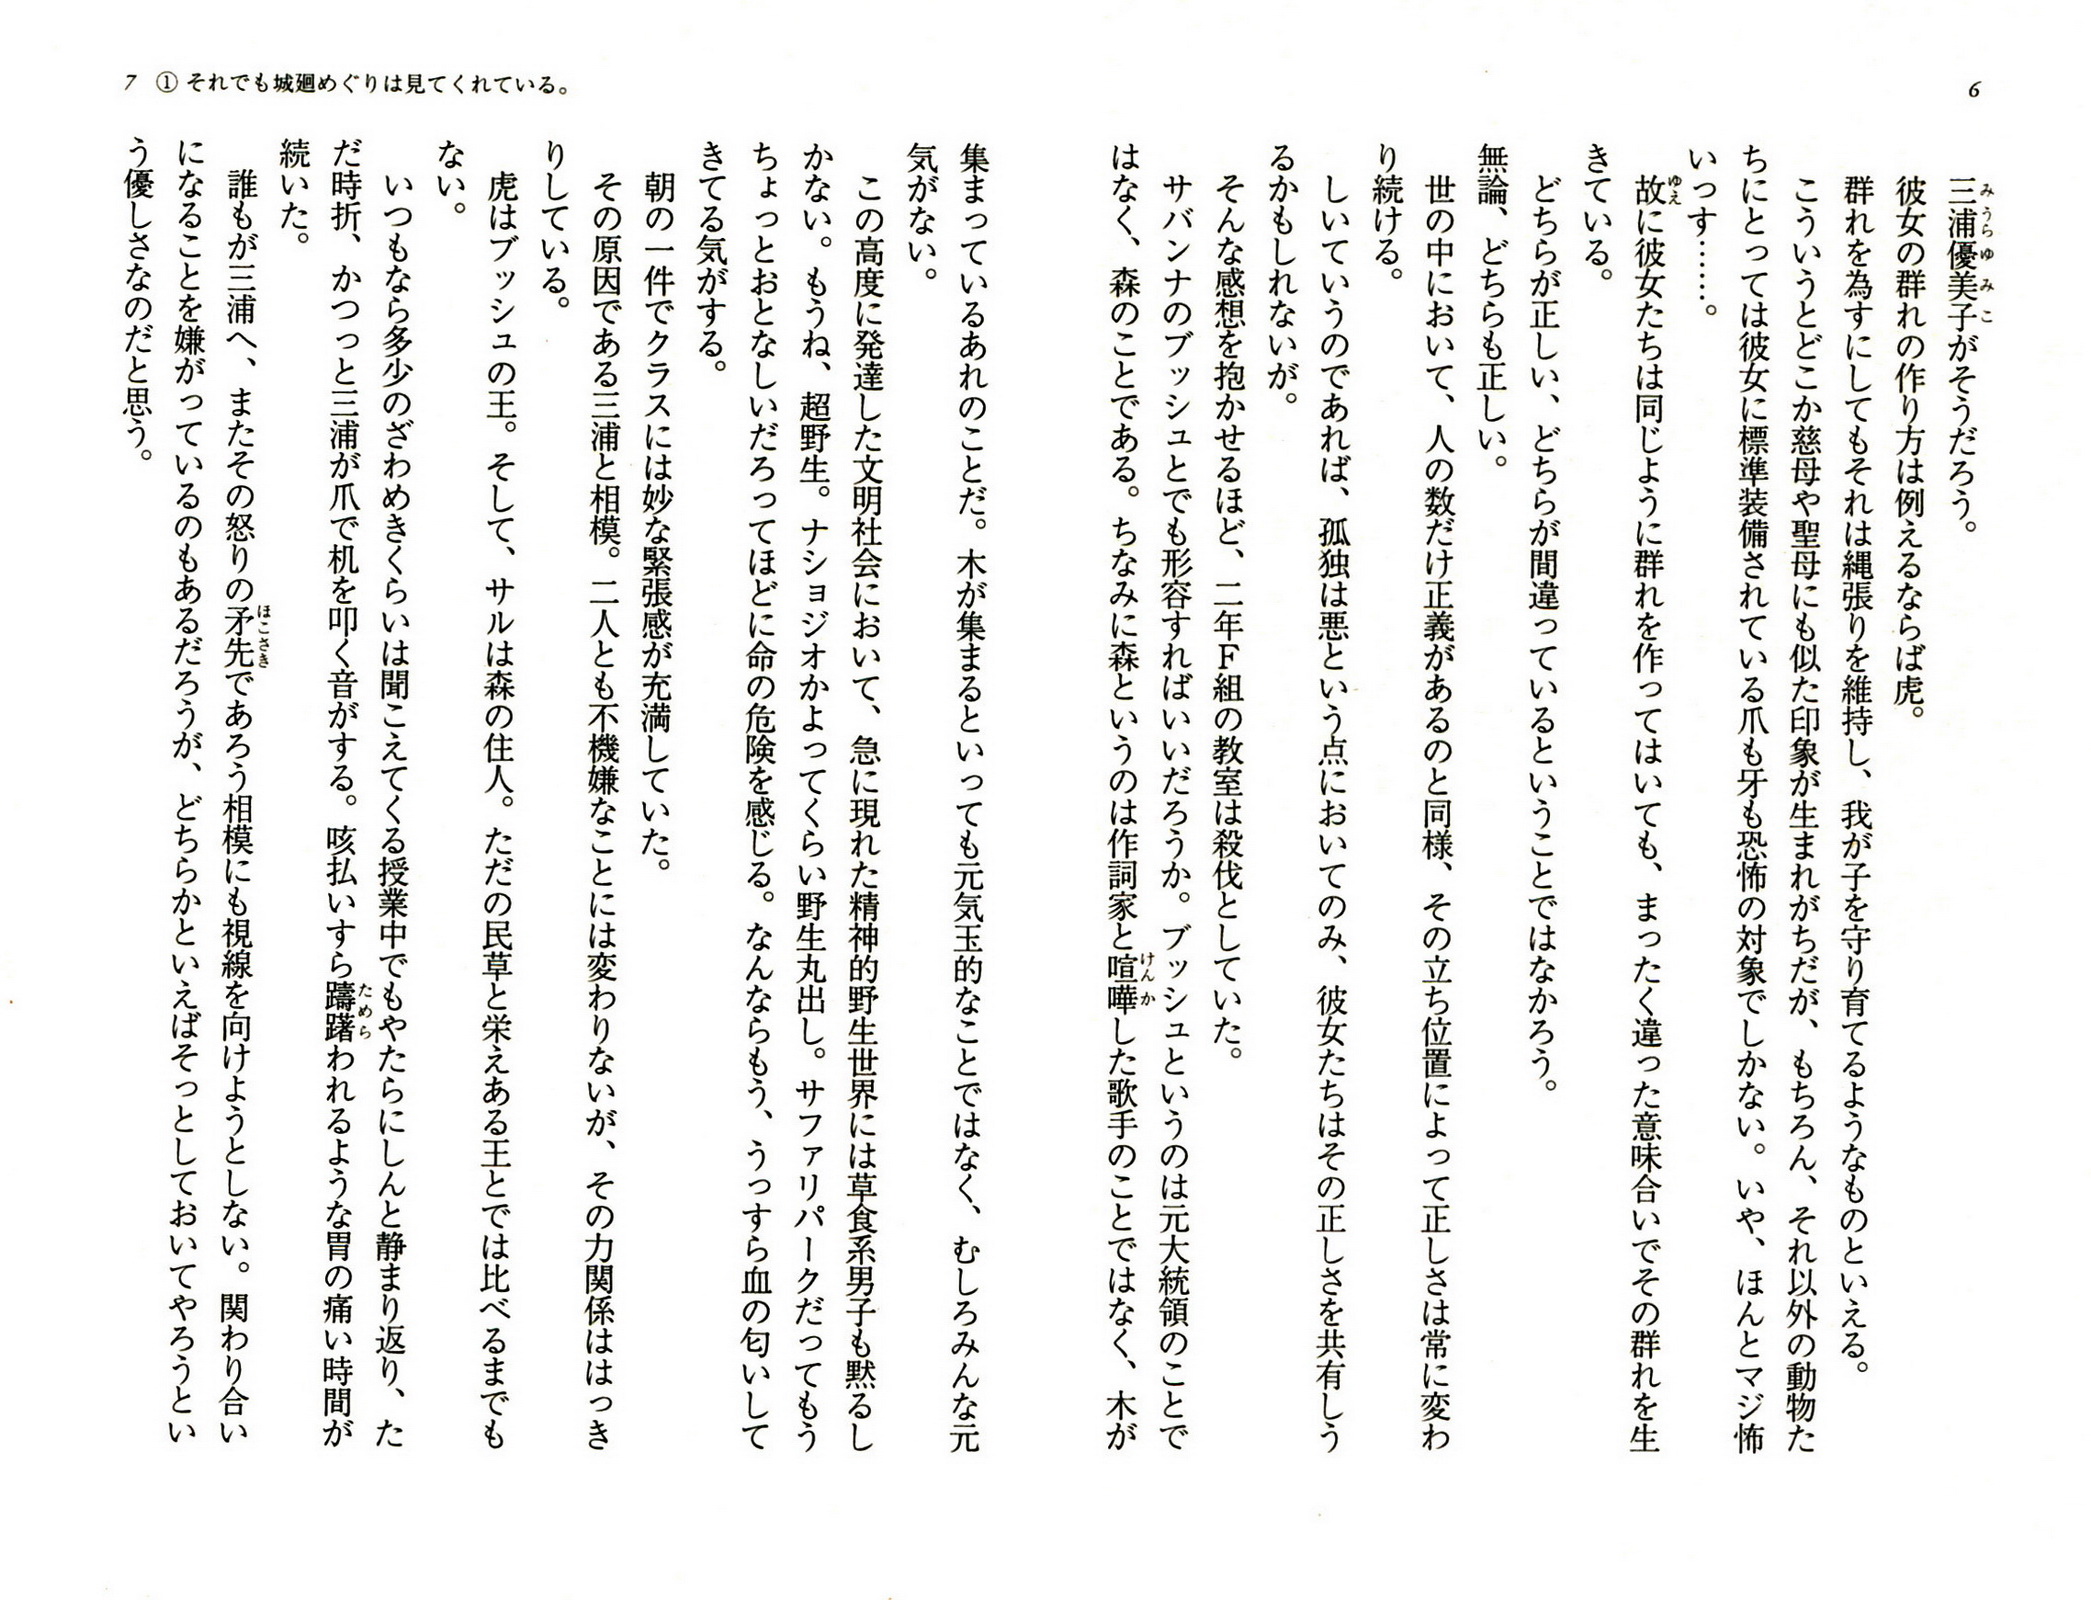 6
三浦優美子がそうだろう。
彼女の群れの作り方は例えるならば虎。
群れを為すにしてもそれは縄張りを維持し、我が子を守り育てるようなものといえる。
こういうとどこか慈母や聖母にも似た印象が生まれがちだが、もちろん、それ以外の動物た
ちにとっては彼女に標準装備されている爪も牙も恐怖の対象でしかない。いや、ほんとマジ怖
いっす……。
故に彼女たちは同じように群れを作ってはいても、まったく違った意味合いでその群れを生
きている。
どちらが正しい、どちらが間違っているということではなかろう。
無論、どちらも正しい。
世の中において、人の数だけ正義があるのと同様、その立ち位置によって正しさは常に変わ
り続ける。
しいていうのであれば、孤独は悪という点においてのみ、彼女たちはその正しさを共有しう
るかもしれないが。
そんな感想を抱かせるほど、二年F組の教室は殺伐としていた。
サバンナのブッシュとでも形容すればいいだろうか。ブッシュというのは元大統領のことで
はなく、森のことである。ちなみに森というのは作詞家と喧嘩した歌手のことではなく、木が
7 ① それでも城廻めぐりは見てくれている。
集まっているあれのことだ。木が集まるといっても元気玉的なことではなく、むしろみんな元
気がない。
この高度に発達した文明社会において、急に現れた精神的野生世界には草食系男子も黙るし
かない。もうね、超野生。ナショジオかよってくらい野生丸出し。サファリパークだってもう
ちょっとおとなしいだろってほどに命の危険を感じる。なんならもう、うっすら血の匂いして
きてる気がする。
朝の一件でクラスには妙な緊張感が充満していた。
その原因である三浦と相模。二人とも不機嫌なことには変わりないが、その力関係ははっき
りしている。
虎はブッシュの王。そして、サルは森の住人。ただの民草と栄えある王とでは比べるまでも
ない。
いつもなら多少のざわめきくらいは聞こえてくる授業中でもやたらにしんと静まり返り、た
だ時折、かつっと三浦が爪で机を叩く音がする。咳払いすら躊躇われるような胃の痛い時間が
続いた。
誰もが三浦へ、またその怒りの矛先であろう相模にも視線を向けようとしない。関わり合い
になることを嫌がっているのもあるだろうが、どちらかといえばそっとしておいてやろうとい
う優しさなのだと思う。